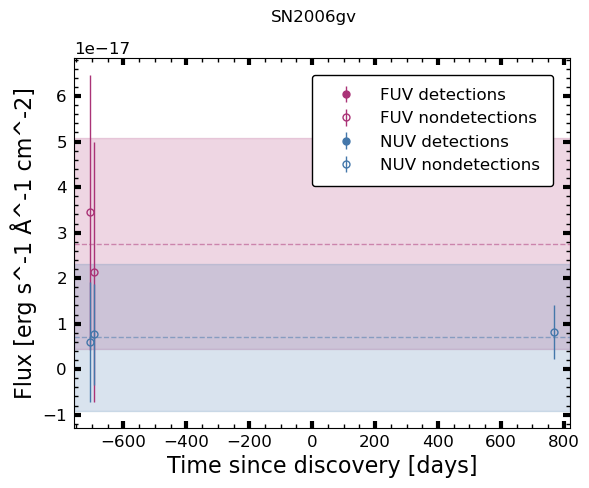 SN2006gv
1e−17
FUV detections
FUV nondetections
NUV detections
NUV nondetections
6
5
4
3
2
1
0
−1
Flux [erg s^-1 Å^-1 cm^-2]
−600 −400 −200 0 200 400 600 800
Time since discovery [days]